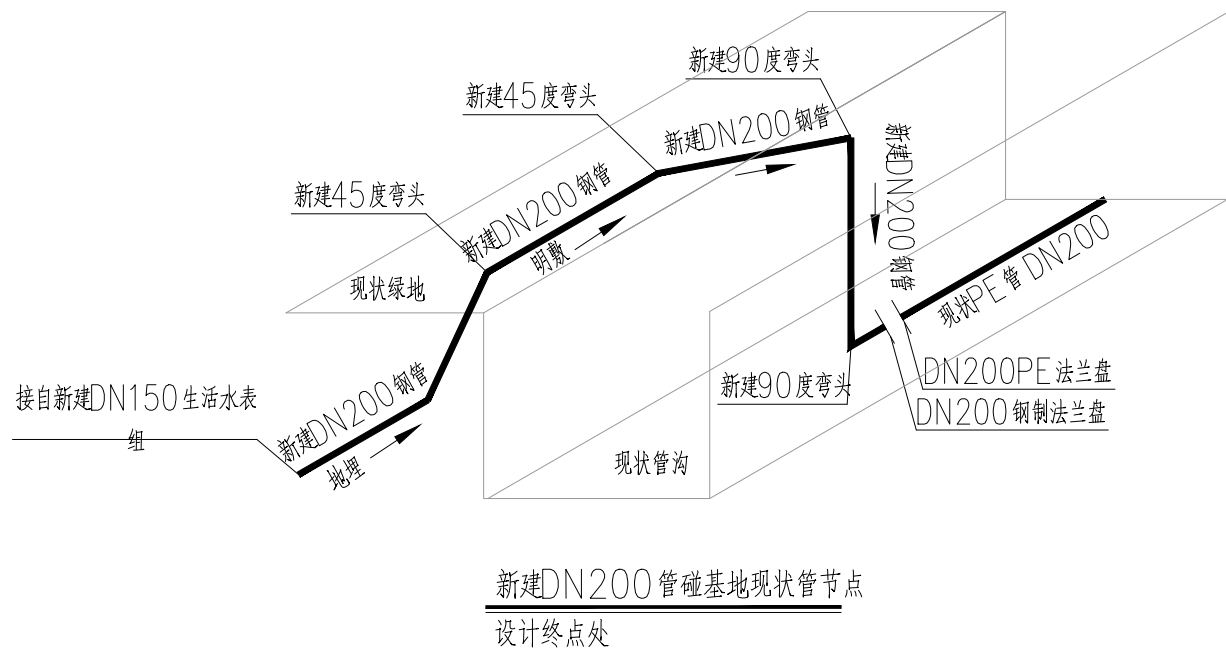 新建90度弯头
新建45度弯头
新建DN200钢管
新建DN200钢管
新建45度弯头
新建DN200钢管
明敷
现状绿地
现状PE管 DN200
接自新建DN150生活水表
组
新建DN200钢管
地埋
新建90度弯头
DN200PE法兰盘
DN200钢制法兰盘
现状管沟
新建DN200管碰基地现状管节点
设计终点处